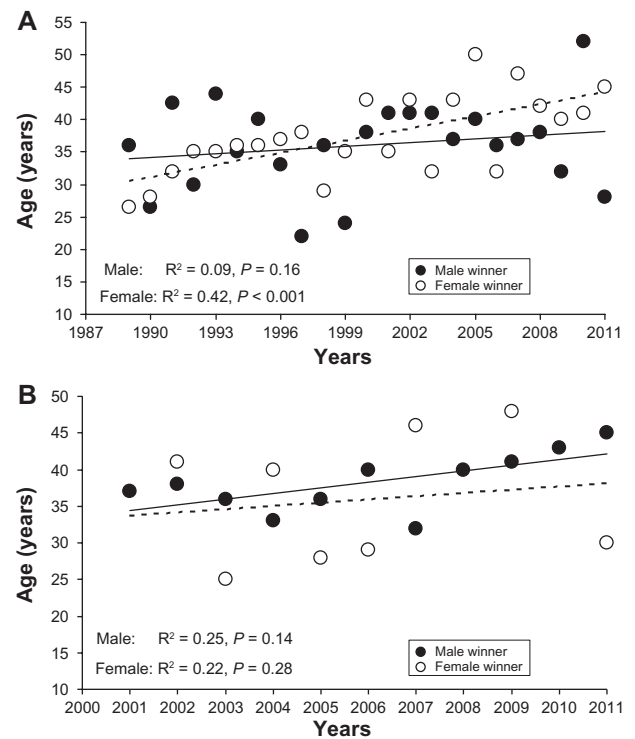 A
55
50
45
40
35
30
25
20
15
10
Age (years)
Male: R² = 0.09, P = 0.16
Female: R² = 0.42, P < 0.001
Male winner
Female winner
1987 1990 1993 1996 1999 2002 2005 2008 2011
Years
B
50
45
40
35
30
25
20
15
10
Age (years)
Male: R² = 0.25, P = 0.14
Female: R² = 0.22, P = 0.28
Male winner
Female winner
2000 2001 2002 2003 2004 2005 2006 2007 2008 2009 2010 2011
Years